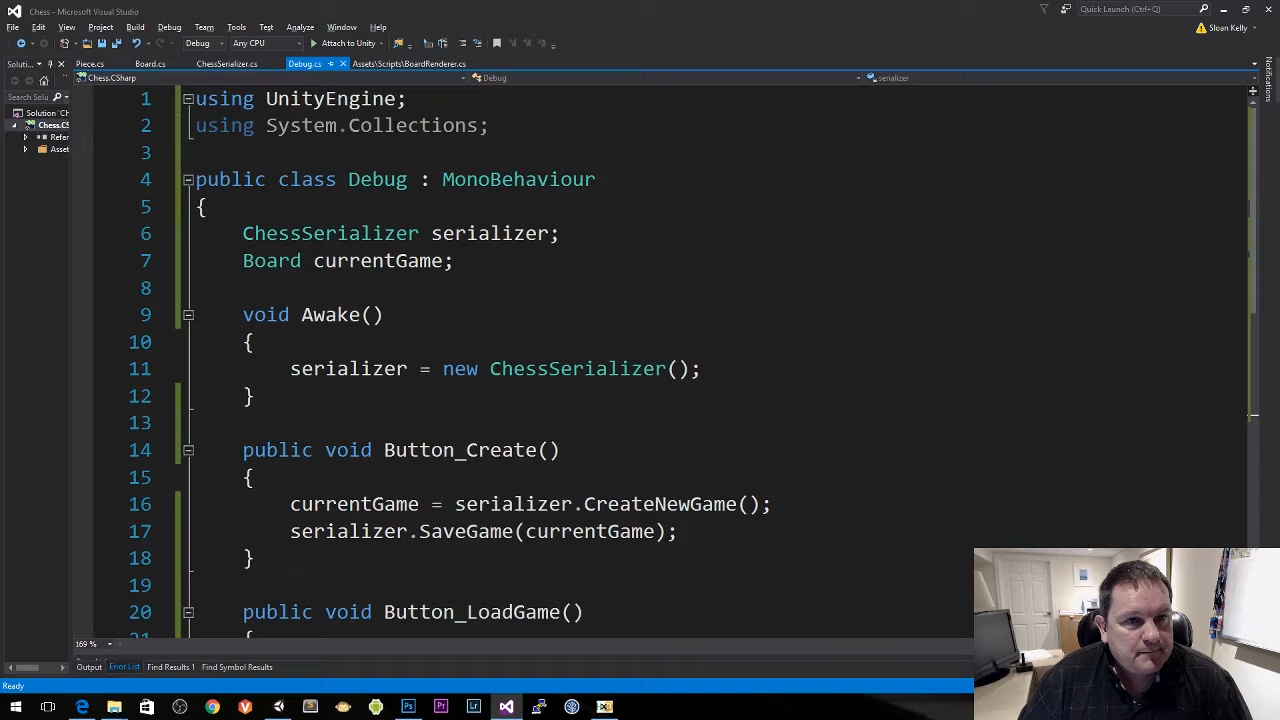 Chess - Microsoft Visual Studio
Quick Launch (Ctrl+Q)
File Edit View Project Build Debug Team Tools Test Analyze Window Help
Sloan Kelly
Debug Any CPU Attach to Unity
Solu... Piece.cs Board.cs ChessSerializer.cs Debug.cs Assets\Scripts\BoardRenderer.cs
Chess.CSharp Debug serializer
Search Solu
Solution 'Ch
Chess.CS
Refer
Asset
Notifications
1 using UnityEngine;
2 using System.Collections;
3
4 public class Debug : MonoBehaviour
5 {
6 ChessSerializer serializer;
7 Board currentGame;
8
9 void Awake()
10 {
11 serializer = new ChessSerializer();
12 }
13
14 public void Button_Create()
15 {
16 currentGame = serializer.CreateNewGame();
17 serializer.SaveGame(currentGame);
18 }
19
20 public void Button_LoadGame()
21 {
169 %
Output Error List Find Results 1 Find Symbol Results
Ready
Ps Pr Lr